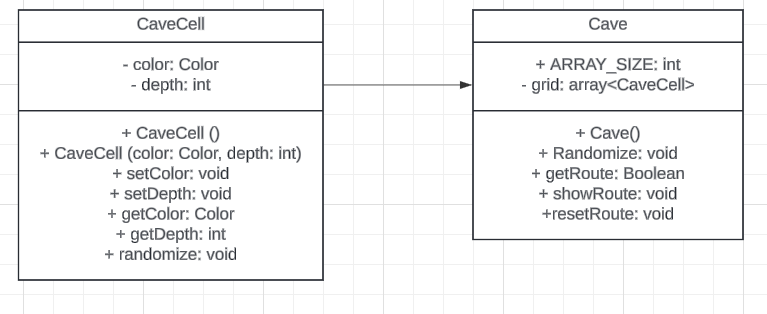 CaveCell
- color: Color
- depth: int
+ CaveCell ()
+ CaveCell (color: Color, depth: int)
+ setColor: void
+ setDepth: void
+ getColor: Color
+ getDepth: int
+ randomize: void
Cave
+ ARRAY_SIZE: int
- grid: array<CaveCell>
+ Cave()
+ Randomize: void
+ getRoute: Boolean
+ showRoute: void
+resetRoute: void